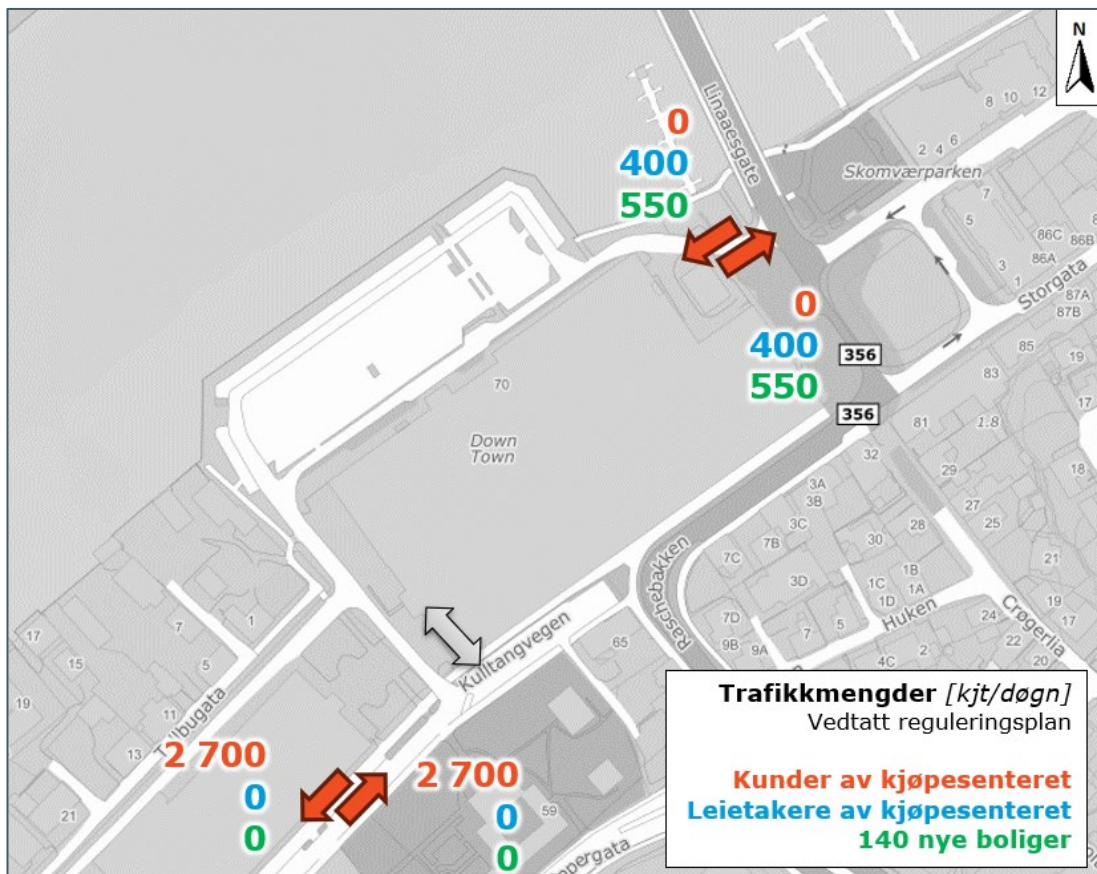 N
Linaaesgate
0
400
550
8 10 12
2 4 6
Skomværparken
7
5
86C
86B
86A
3
1
Storgata
87A
87B
0
400
550
356
356
85
19
83
17
81
1.8
70
Down
Town
32
29
18
3A
3B
3C
7B
7C
30
28
27
25
21
3D
1B
1C
1A
1D
Huken
24
19
17
22
20
Crøgerlia
7D
9B
9A
7
5
4C
2
Raschebakken
65
Kulltangvegen
17
15
19
7
1
5
11
13
21
Tollbugata
2 700
0
0
2 700
0
0
59
Trafikkmengder [kjt/døgn]
Vedtatt reguleringsplan
Kunder av kjøpesenteret
Leietakere av kjøpesenteret
140 nye boliger